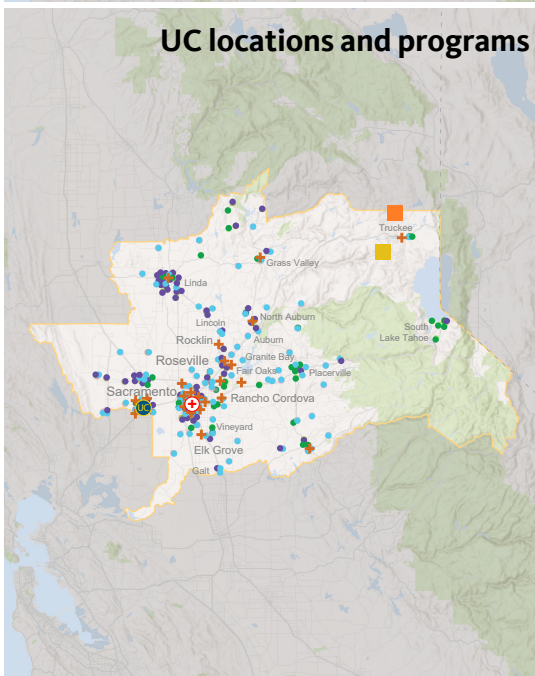 UC locations and programs
Truckee
Grass Valley
Linda
Lincoln
North Auburn
Auburn
South
Lake Tahoe
Rocklin
Granite Bay
Roseville
Fair Oaks
Placerville
Sacramento
Rancho Cordova
UC
Vineyard
Elk Grove
Galt